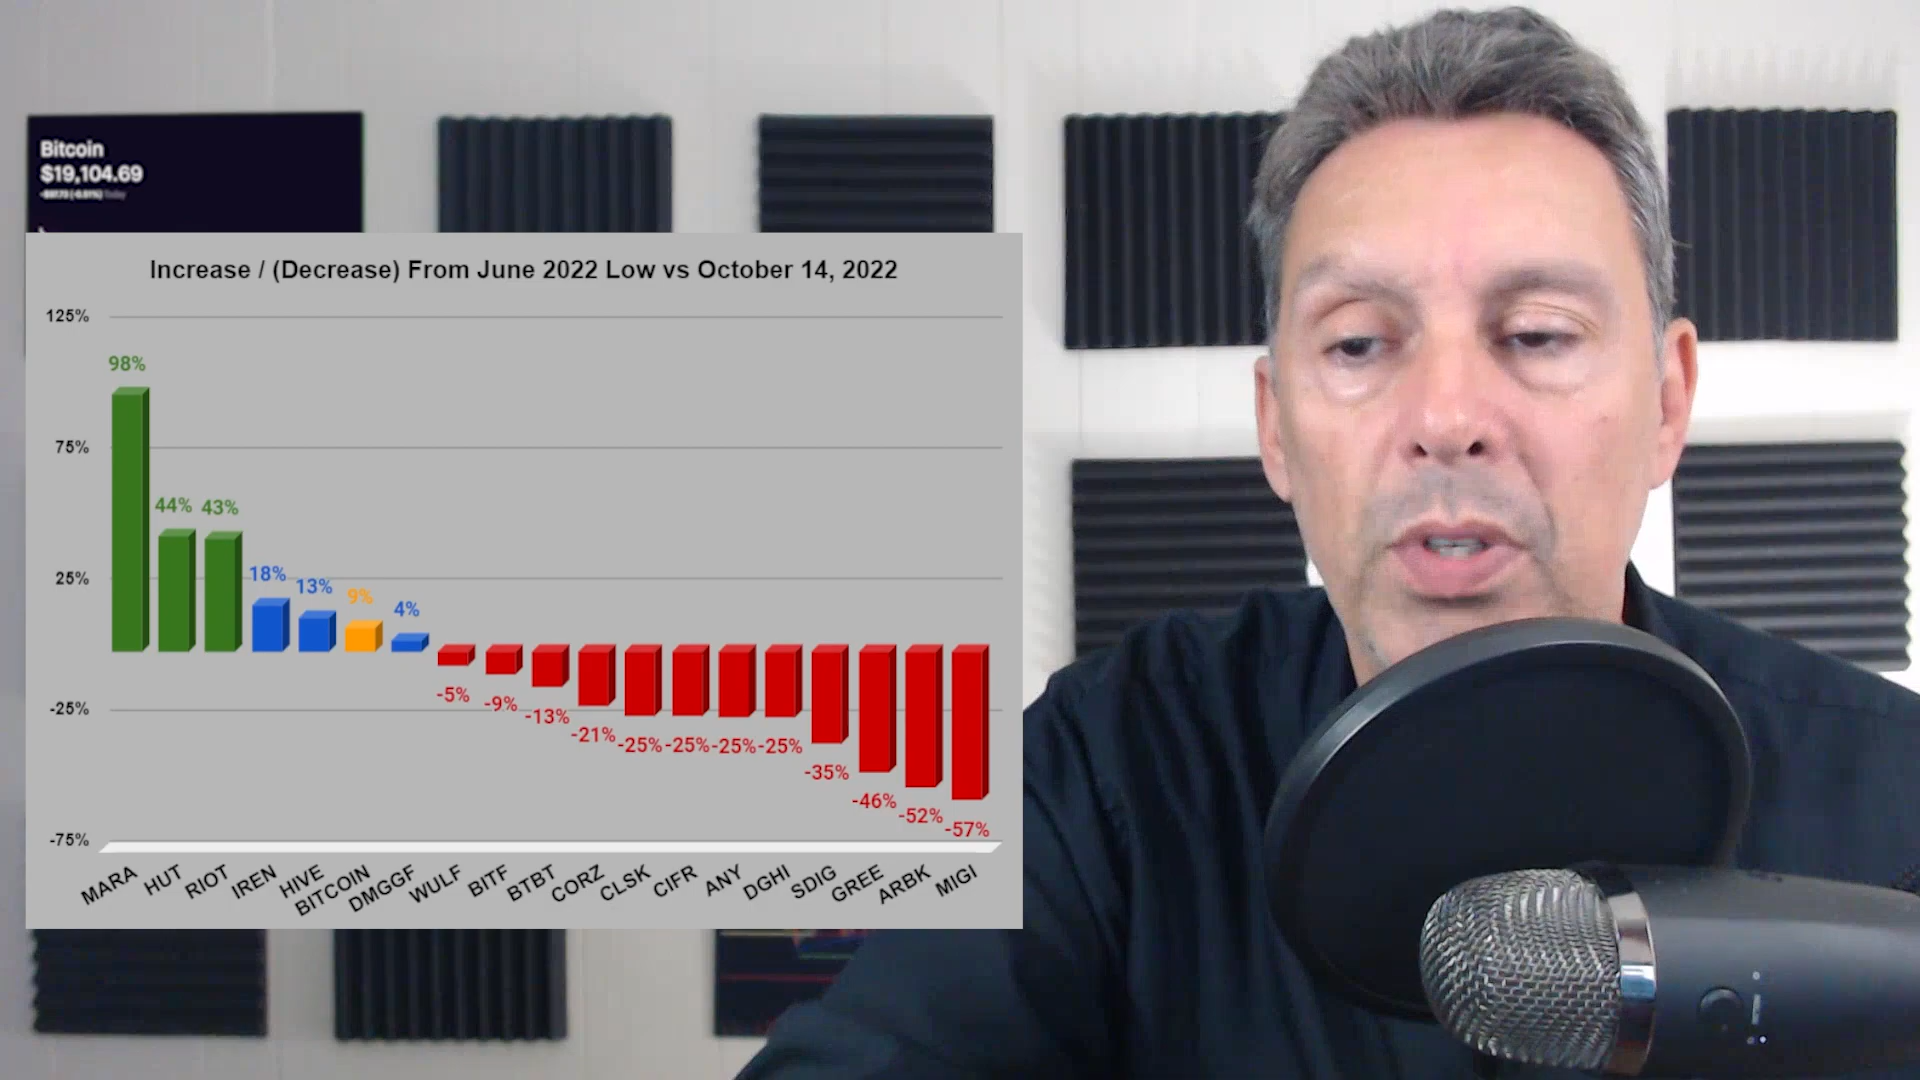 Bitcoin
$19,104.69
Today
Increase / (Decrease) From June 2022 Low vs October 14, 2022
125%
75%
25%
-25%
-75%
98%
44%
43%
18%
13%
9%
4%
-5%
-9%
-13%
-21%
-25%
-25%
-25%
-25%
-35%
-46%
-52%
-57%
MARA
HUT
RIOT
IREN
HIVE
BITCOIN
DMGGF
WULF
BITF
BTBT
CORZ
CLSK
CIFR
ANY
DGHI
SDIG
GREE
ARBK
MIGI